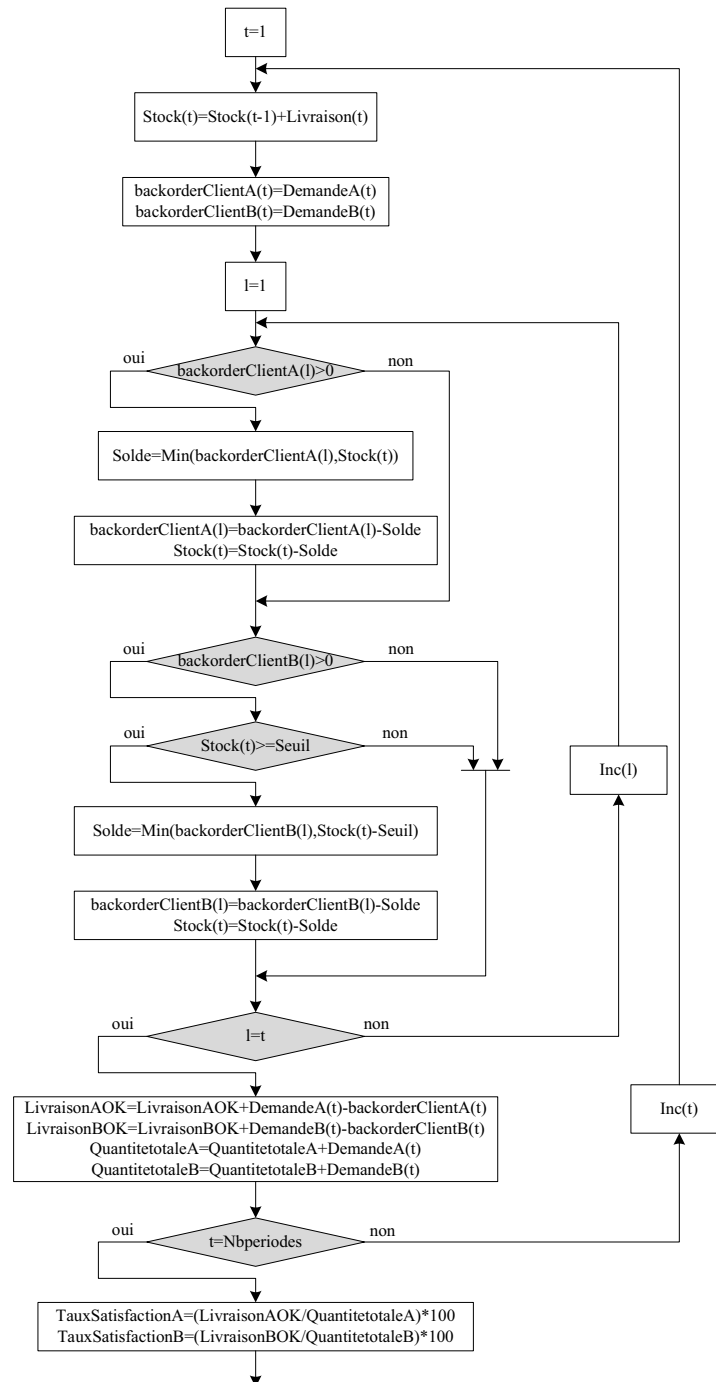 t=1
Stock(t)=Stock(t-1)+Livraison(t)
backorderClientA(t)=DemandeA(t)
backorderClientB(t)=DemandeB(t)
l=1
oui
backorderClientA(l)>0
non
Solde=Min(backorderClientA(l),Stock(t))
backorderClientA(l)=backorderClientA(l)-Solde
Stock(t)=Stock(t)-Solde
oui
backorderClientB(l)>0
non
oui
Stock(t)>=Seuil
non
Inc(l)
Solde=Min(backorderClientB(l),Stock(t)-Seuil)
backorderClientB(l)=backorderClientB(l)-Solde
Stock(t)=Stock(t)-Solde
oui
l=t
non
LivraisonAOK=LivraisonAOK+DemandeA(t)-backorderClientA(t)
LivraisonBOK=LivraisonBOK+DemandeB(t)-backorderClientB(t)
QuantitetotaleA=QuantitetotaleA+DemandeA(t)
QuantitetotaleB=QuantitetotaleB+DemandeB(t)
Inc(t)
oui
t=Nbperiodes
non
TauxSatisfactionA=(LivraisonAOK/QuantitetotaleA)*100
TauxSatisfactionB=(LivraisonBOK/QuantitetotaleB)*100